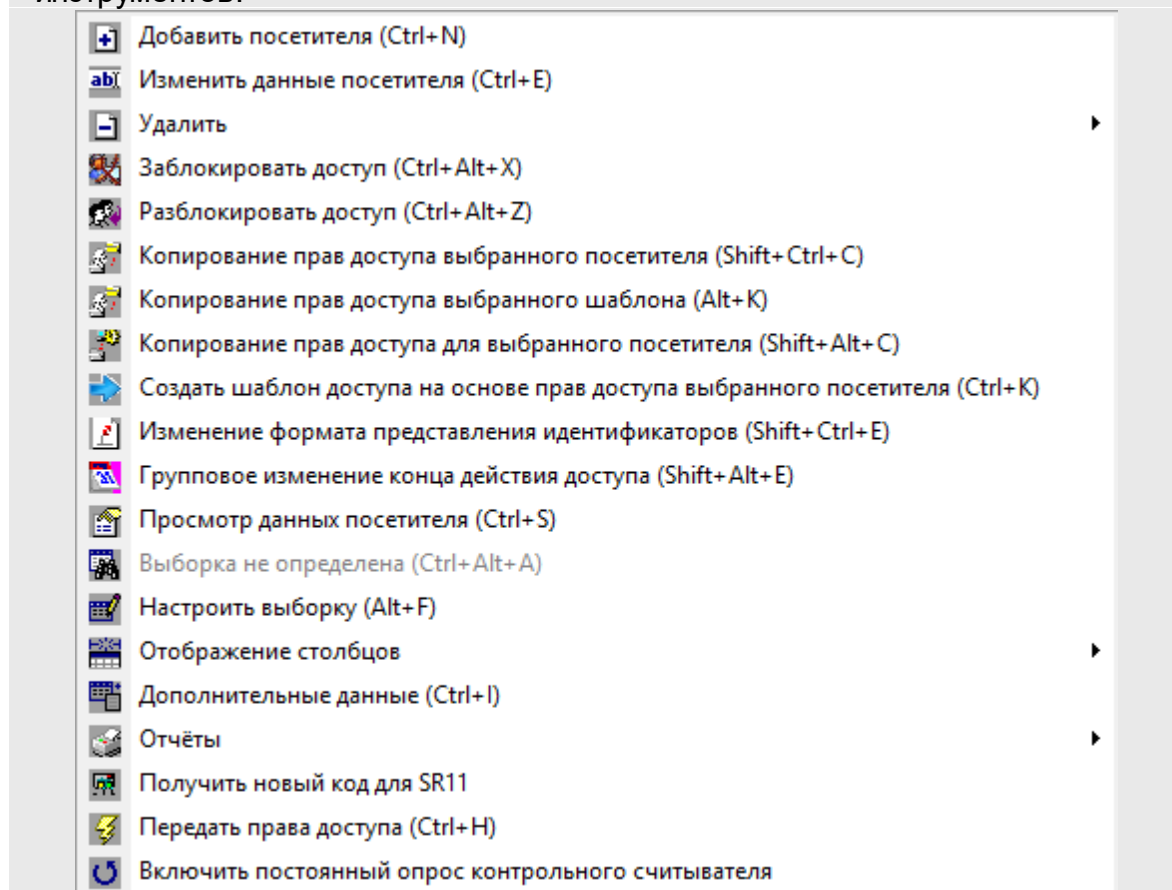 инструментов.
Добавить посетителя (Ctrl+N)
abI Изменить данные посетителя (Ctrl+E)
Удалить
Заблокировать доступ (Ctrl+Alt+X)
Разблокировать доступ (Ctrl+Alt+Z)
Копирование прав доступа выбранного посетителя (Shift+Ctrl+C)
Копирование прав доступа выбранного шаблона (Alt+K)
Копирование прав доступа для выбранного посетителя (Shift+Alt+C)
Создать шаблон доступа на основе прав доступа выбранного посетителя (Ctrl+K)
Изменение формата представления идентификаторов (Shift+Ctrl+E)
Групповое изменение конца действия доступа (Shift+Alt+E)
Просмотр данных посетителя (Ctrl+S)
Выборка не определена (Ctrl+Alt+A)
Настроить выборку (Alt+F)
Отображение столбцов
Дополнительные данные (Ctrl+I)
Отчёты
Получить новый код для SR11
Передать права доступа (Ctrl+H)
Включить постоянный опрос контрольного считывателя